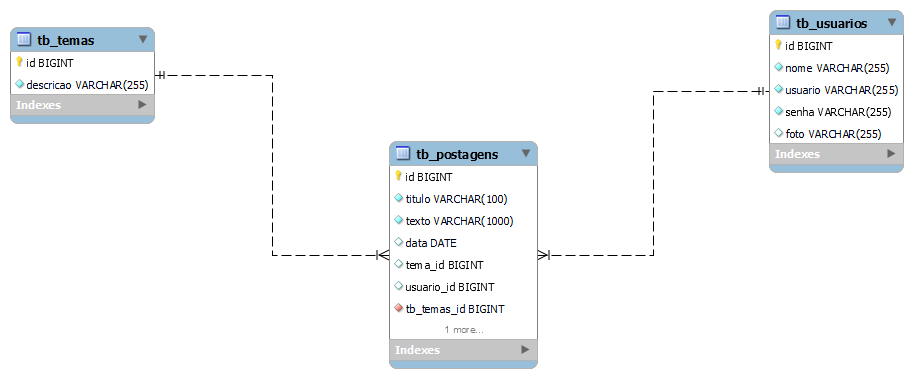 tb_temas
id BIGINT
descricao VARCHAR(255)
Indexes
tb_usuarios
id BIGINT
nome VARCHAR(255)
usuario VARCHAR(255)
senha VARCHAR(255)
foto VARCHAR(255)
Indexes
tb_postagens
id BIGINT
titulo VARCHAR(100)
texto VARCHAR(1000)
data DATE
tema_id BIGINT
usuario_id BIGINT
tb_temas_id BIGINT
1 more...
Indexes